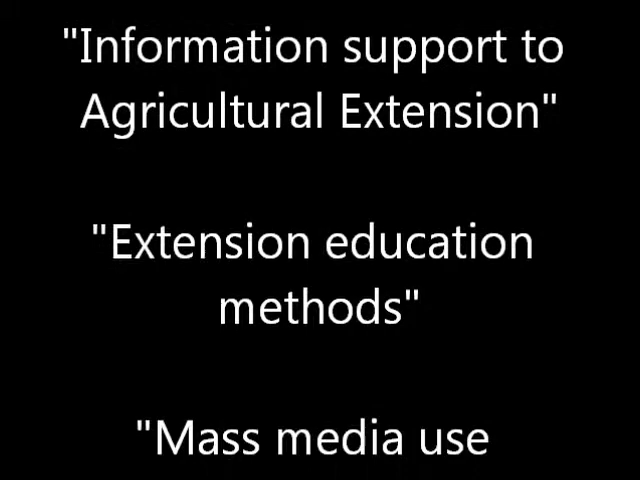 "Information support to
Agricultural Extension"
"Extension education
methods"
"Mass media use